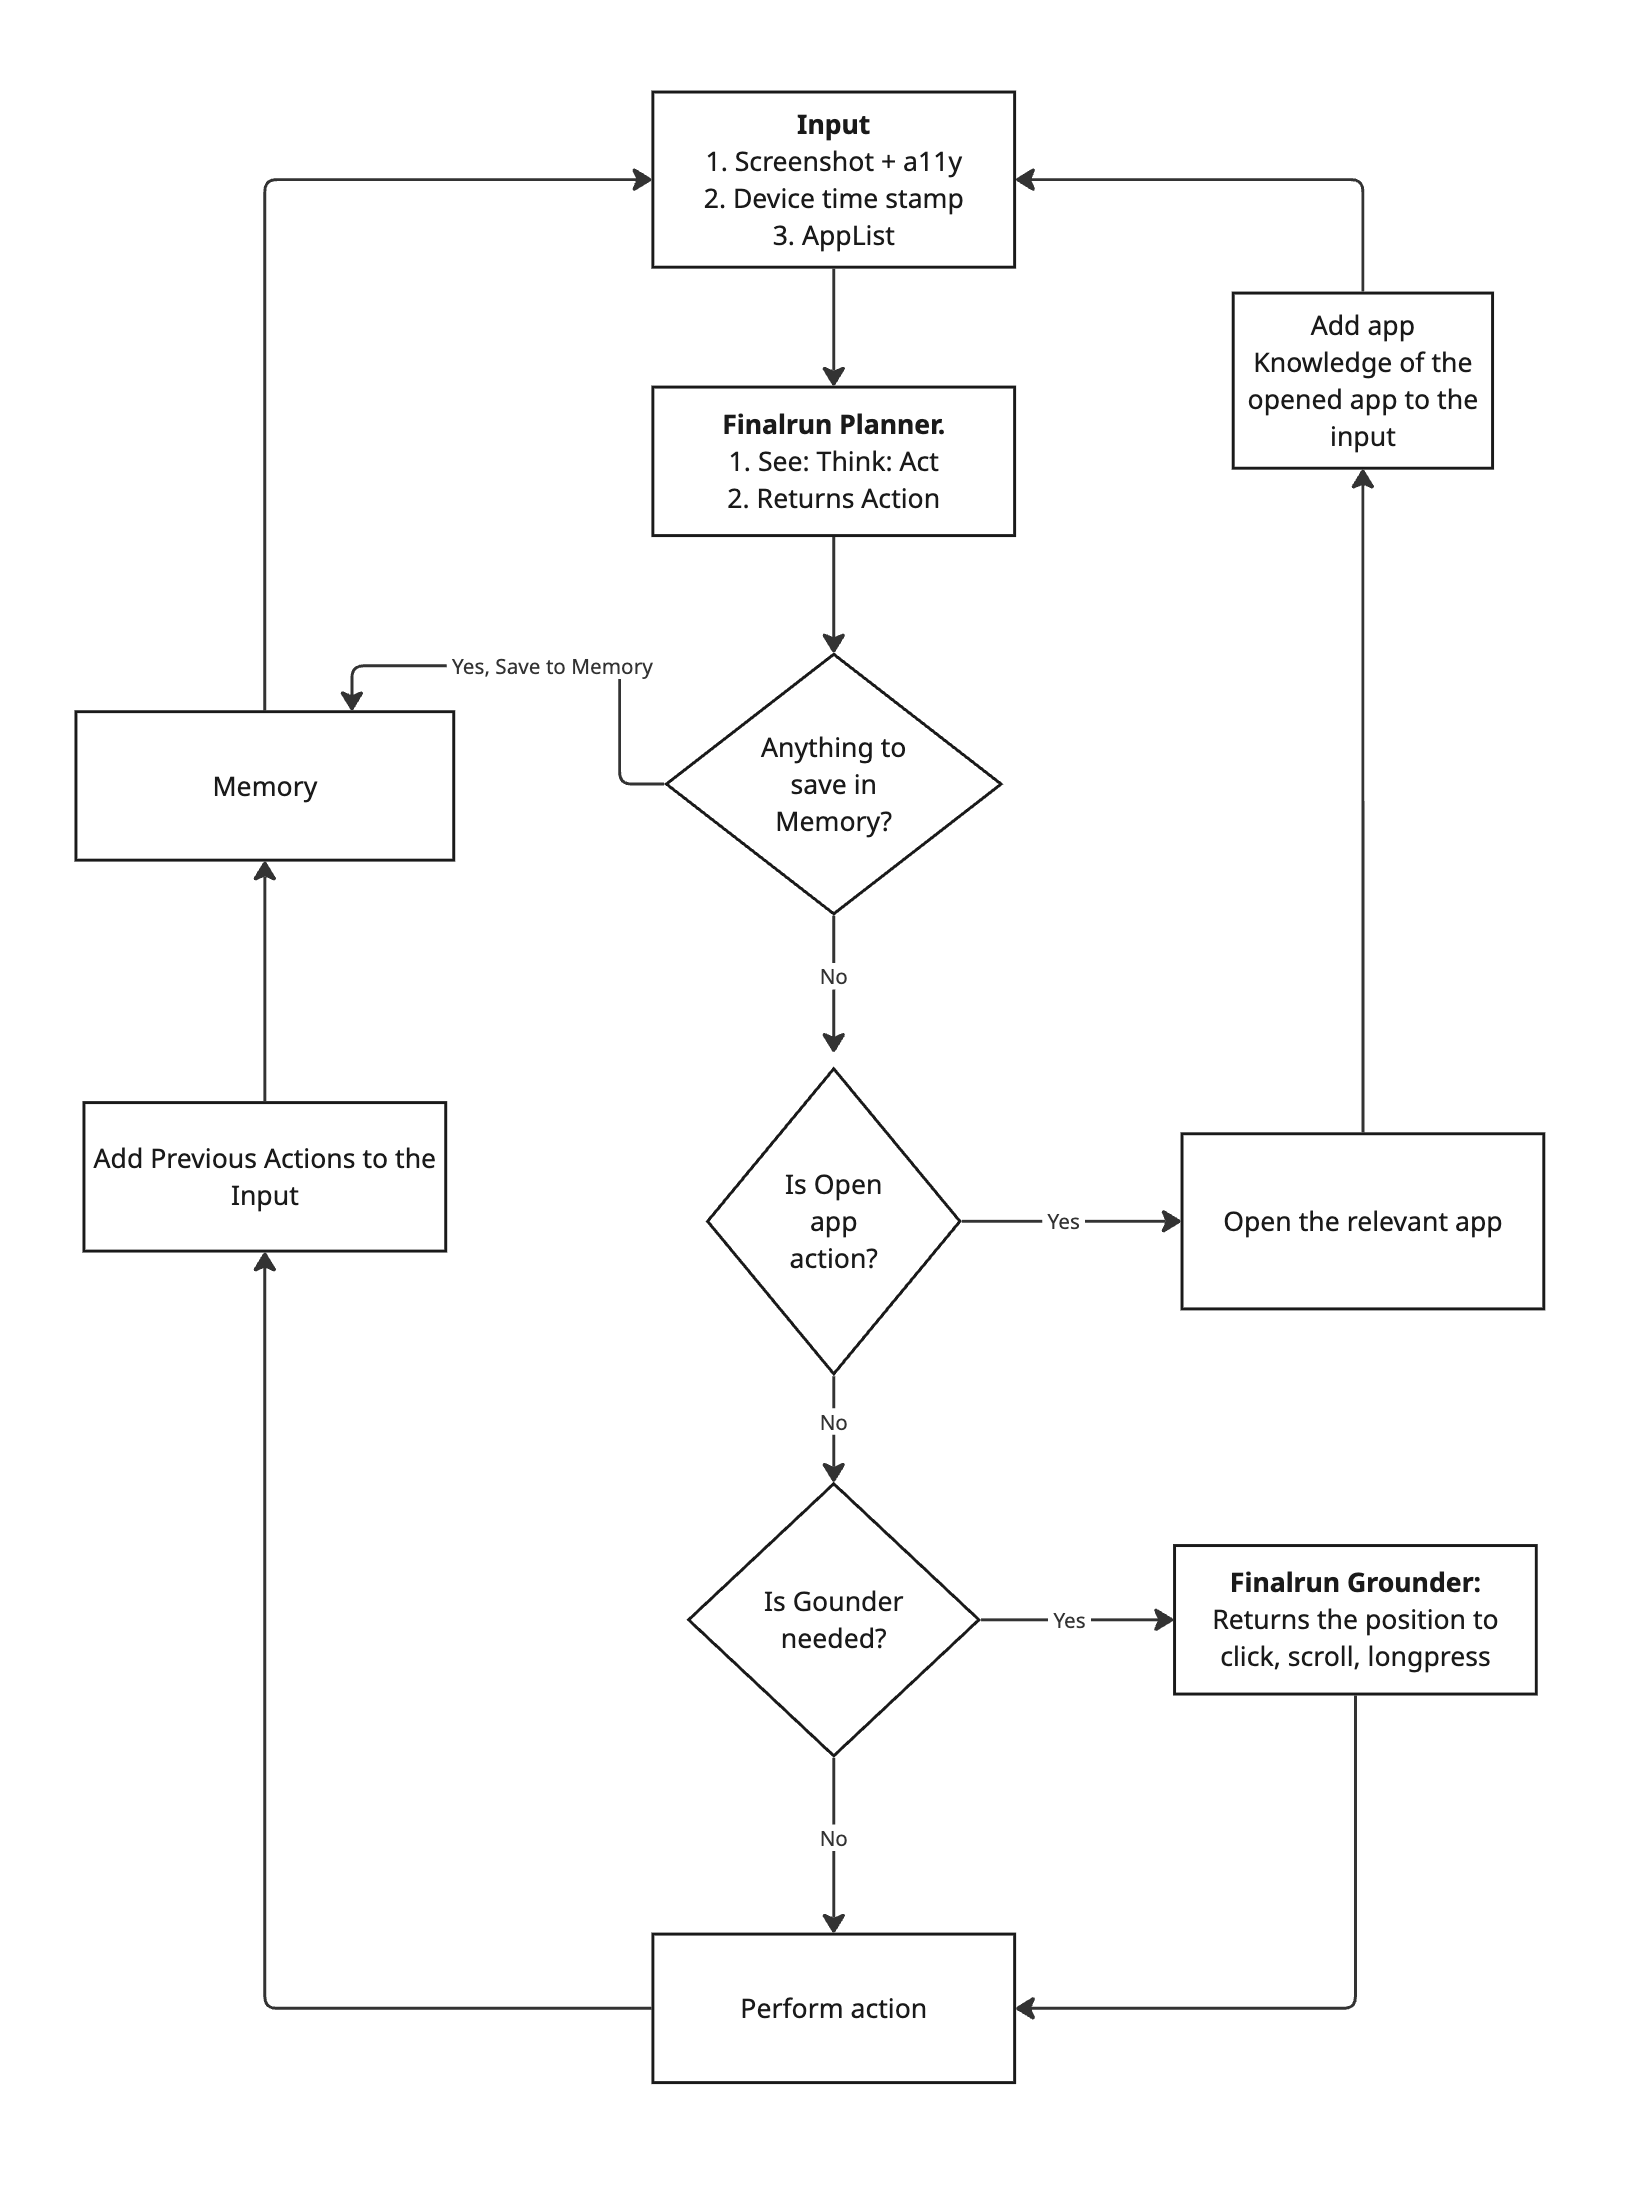 Input
1. Screenshot + a11y
2. Device time stamp
3. AppList
Add app
Knowledge of the
opened app to the
input
Finalrun Planner.
1. See: Think: Act
2. Returns Action
Yes, Save to Memory
Memory
Anything to
save in
Memory?
No
Add Previous Actions to the
Input
Is Open
app
action?
Yes
Open the relevant app
No
Is Gounder
needed?
Yes
Finalrun Grounder:
Returns the position to
click, scroll, longpress
No
Perform action